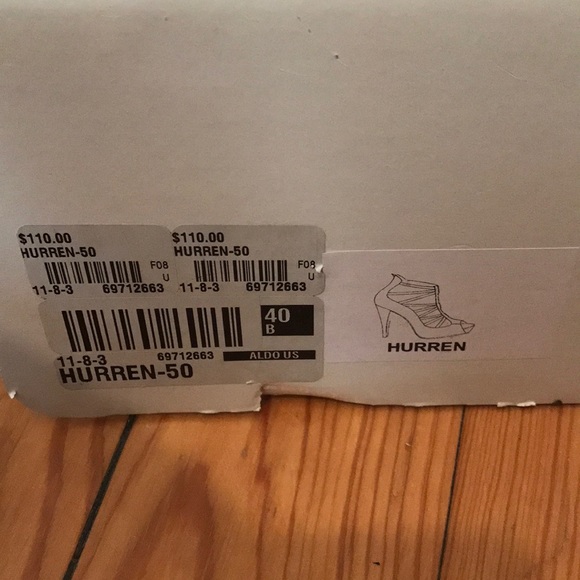 $110.00
HURREN-50
F08
U
11-8-3 69712663
$110.00
HURREN-50
F08
U
11-8-3 69712663
40
B
11-8-3 69712663
ALDO US
HURREN-50
HURREN